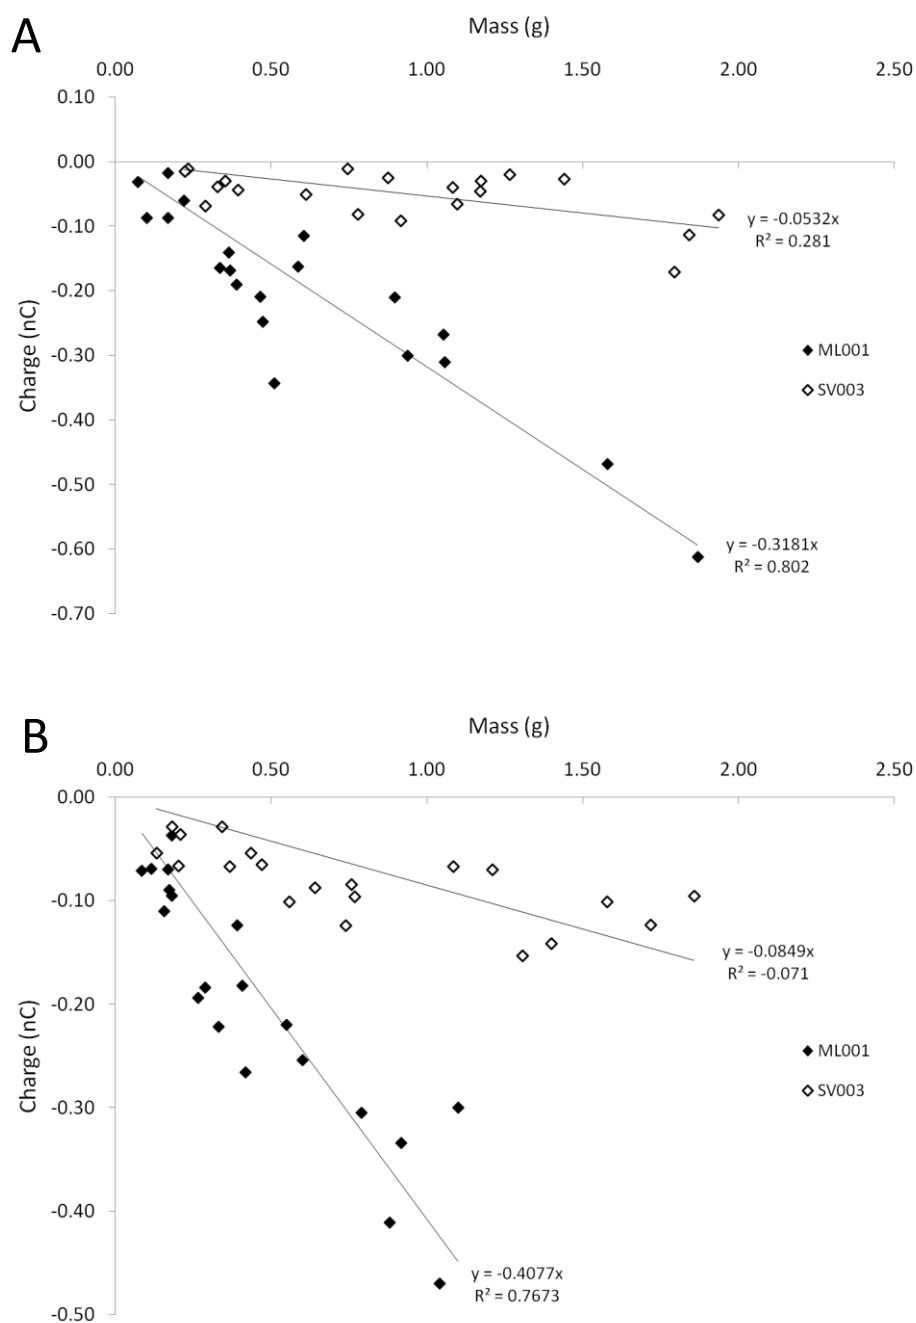 A
Mass (g)
0.00 0.50 1.00 1.50 2.00 2.50
0.10
0.00
-0.10
-0.20
-0.30
-0.40
-0.50
-0.60
-0.70
Charge (nC)
y = -0.0532x
R² = 0.281
ML001
SV003
y = -0.3181x
R² = 0.802
B
Mass (g)
0.00 0.50 1.00 1.50 2.00 2.50
0.00
-0.10
-0.20
-0.30
-0.40
-0.50
Charge (nC)
y = -0.0849x
R² = -0.071
ML001
SV003
y = -0.4077x
R² = 0.7673